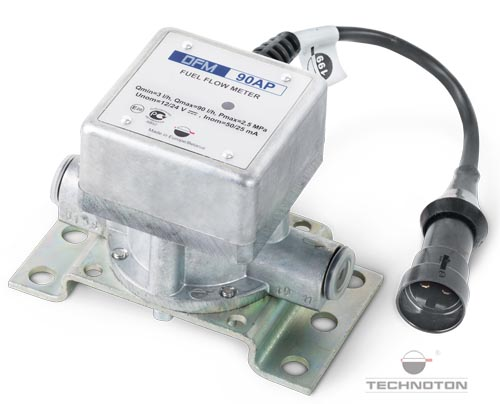 DFM
90AP
FUEL FLOW METER
Qmin=3 l/h, Qmax=90 l/h, Pmax=2,5 MPa
Unom=12/24 V, Inom=50/25 mA
Made in Europe/Belarus
TECHNOTON